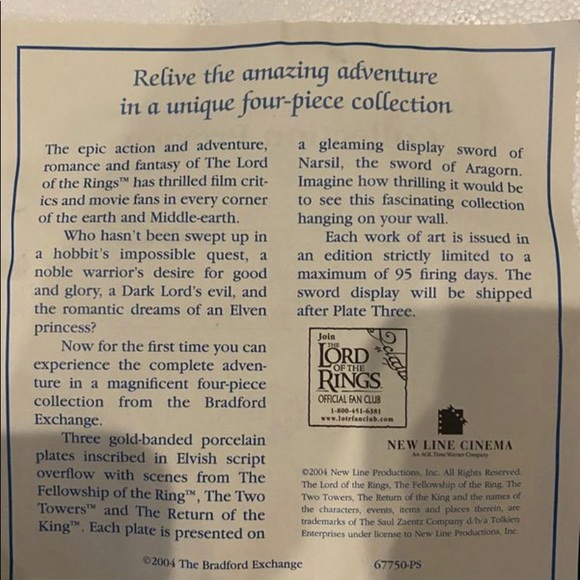 Relive the amazing adventure
in a unique four-piece collection
The epic action and adventure,
romance and fantasy of The Lord
of the Rings™ has thrilled film crit-
ics and movie fans in every corner
of the earth and Middle-earth.
Who hasn't been swept up in
a hobbit's impossible quest, a
noble warrior's desire for good
and glory, a Dark Lord's evil, and
the romantic dreams of an Elven
princess?
Now for the first time you can
experience the complete adven-
ture in a magnificent four-piece
collection from the Bradford
Exchange.
Three gold-banded porcelain
plates inscribed in Elvish script
overflow with scenes from The
Fellowship of the Ring™, The Two
Towers™ and The Return of the
King™. Each plate is presented on
a gleaming display sword of
Narsil, the sword of Aragorn.
Imagine how thrilling it would be
to see this fascinating collection
hanging on your wall.
Each work of art is issued in
an edition strictly limited to a
maximum of 95 firing days. The
sword display will be shipped
after Plate Three.
Join
THE
LORD
OF THE
RINGS
OFFICIAL FAN CLUB
1-800-451-6381
www.lotrfanclub.com
NEW LINE CINEMA
An AOL Time Warner Company
©2004 New Line Productions, Inc. All Rights Reserved.
The Lord of the Rings, The Fellowship of the Ring, The
Two Towers, The Return of the King and the names of
the characters, events, items and places therein, are
trademarks of The Saul Zaentz Company d/b/a Tolkien
Enterprises under license to New Line Productions, Inc.
©2004 The Bradford Exchange 67750-PS